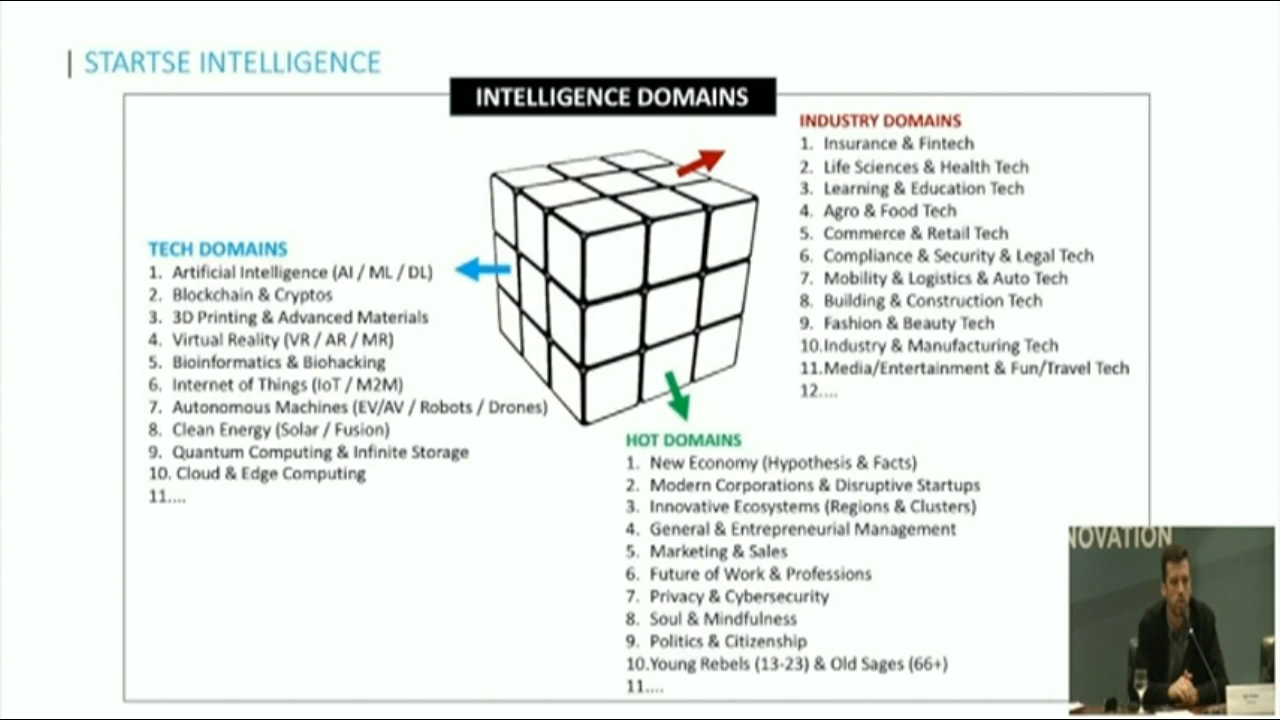 | STARTSE INTELLIGENCE
INTELLIGENCE DOMAINS
INDUSTRY DOMAINS
1. Insurance & Fintech
2. Life Sciences & Health Tech
3. Learning & Education Tech
4. Agro & Food Tech
5. Commerce & Retail Tech
6. Compliance & Security & Legal Tech
7. Mobility & Logistics & Auto Tech
8. Building & Construction Tech
9. Fashion & Beauty Tech
10.Industry & Manufacturing Tech
11.Media/Entertainment & Fun/Travel Tech
12....
TECH DOMAINS
1. Artificial Intelligence (AI / ML / DL)
2. Blockchain & Cryptos
3. 3D Printing & Advanced Materials
4. Virtual Reality (VR / AR / MR)
5. Bioinformatics & Biohacking
6. Internet of Things (IoT / M2M)
7. Autonomous Machines (EV/AV / Robots / Drones)
8. Clean Energy (Solar / Fusion)
9. Quantum Computing & Infinite Storage
10. Cloud & Edge Computing
11....
HOT DOMAINS
1. New Economy (Hypothesis & Facts)
2. Modern Corporations & Disruptive Startups
3. Innovative Ecosystems (Regions & Clusters)
4. General & Entrepreneurial Management
5. Marketing & Sales
6. Future of Work & Professions
7. Privacy & Cybersecurity
8. Soul & Mindfulness
9. Politics & Citizenship
10.Young Rebels (13-23) & Old Sages (66+)
11....
NOVATION